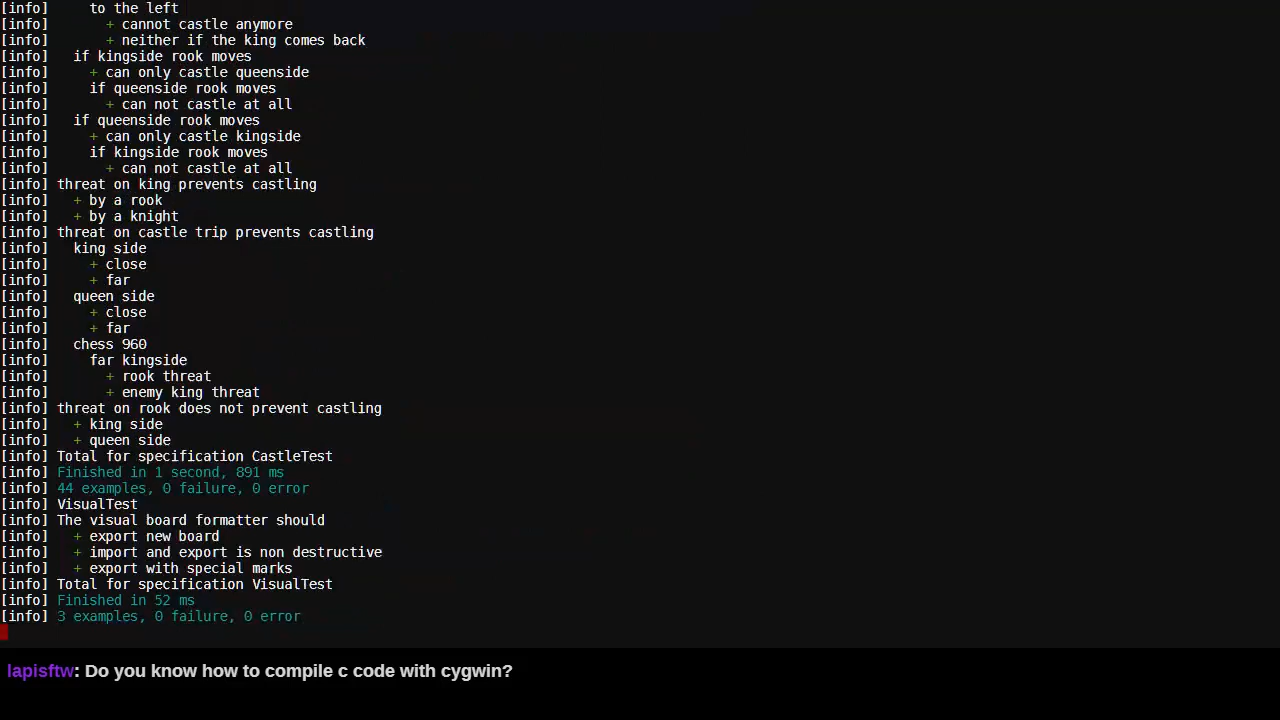 [info]     to the left
[info]       + cannot castle anymore
[info]       + neither if the king comes back
[info]   if kingside rook moves
[info]     + can only castle queenside
[info]     if queenside rook moves
[info]       + can not castle at all
[info]   if queenside rook moves
[info]     + can only castle kingside
[info]     if kingside rook moves
[info]       + can not castle at all
[info] threat on king prevents castling
[info]   + by a rook
[info]   + by a knight
[info] threat on castle trip prevents castling
[info]   king side
[info]     + close
[info]     + far
[info]   queen side
[info]     + close
[info]     + far
[info]   chess 960
[info]     far kingside
[info]       + rook threat
[info]       + enemy king threat
[info] threat on rook does not prevent castling
[info]   + king side
[info]   + queen side
[info] Total for specification CastleTest
[info] Finished in 1 second, 891 ms
[info] 44 examples, 0 failure, 0 error
[info] VisualTest
[info] The visual board formatter should
[info]   + export new board
[info]   + import and export is non destructive
[info]   + export with special marks
[info] Total for specification VisualTest
[info] Finished in 52 ms
[info] 3 examples, 0 failure, 0 error
lapisftw: Do you know how to compile c code with cygwin?